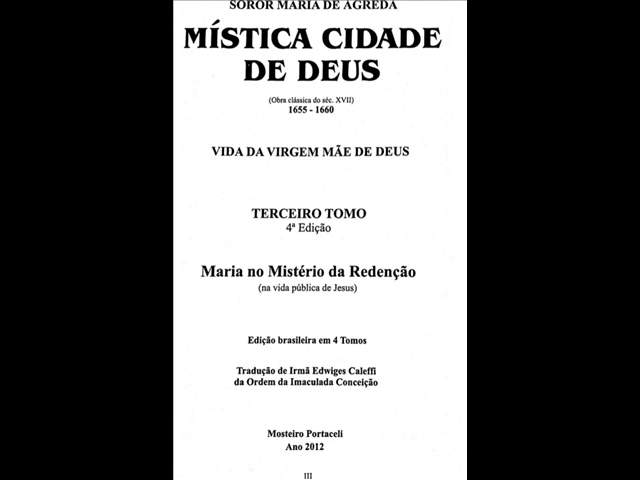 SOROR MARIA DE AGREDA
MÍSTICA CIDADE
DE DEUS
(Obra clássica do séc. XVII)
1655 - 1660
VIDA DA VIRGEM MÃE DE DEUS
TERCEIRO TOMO
4ª Edição
Maria no Mistério da Redenção
(na vida pública de Jesus)
Edição brasileira em 4 Tomos
Tradução de Irmã Edwiges Caleffi
da Ordem da Imaculada Conceição
Mosteiro Portaceli
Ano 2012
III